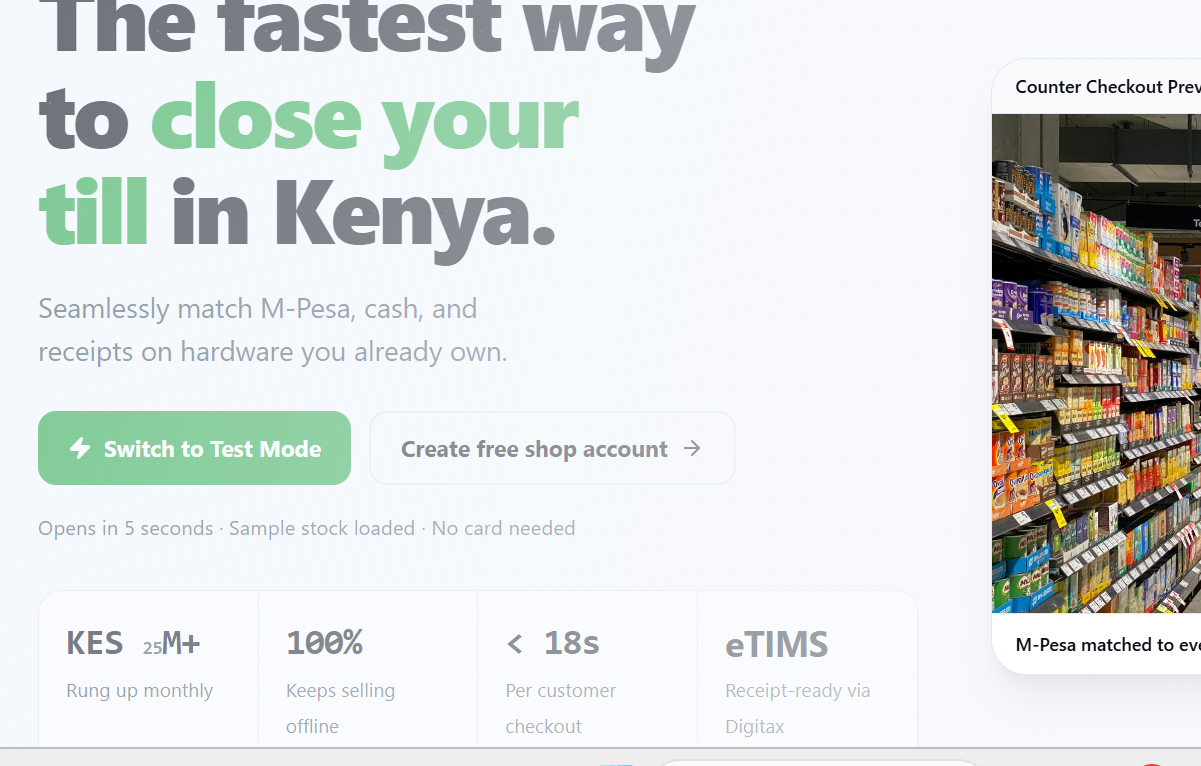 The fastest way
to close your
till in Kenya.
Seamlessly match M-Pesa, cash, and
receipts on hardware you already own.
Switch to Test Mode
Create free shop account →
Opens in 5 seconds · Sample stock loaded · No card needed
KES 25M+
Rung up monthly
100%
Keeps selling
offline
< 18s
Per customer
checkout
eTIMS
Receipt-ready via
Digitax
Counter Checkout Prev
M-Pesa matched to eve